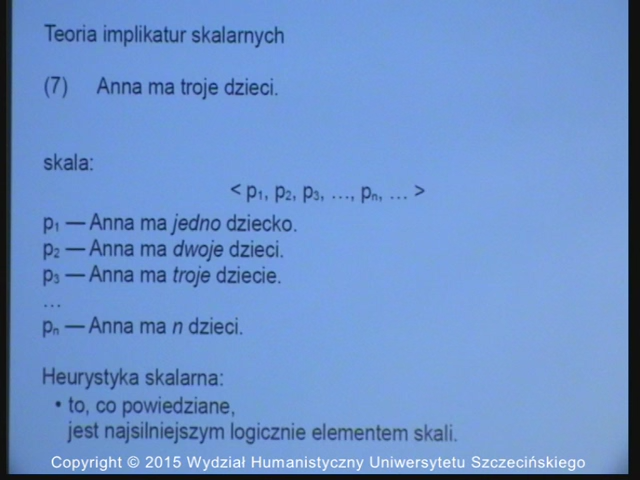 Teoria implikatur skalarnych
(7) Anna ma troje dzieci.
skala:
< p₁, p₂, p₃, …, pₙ, … >
p₁ — Anna ma jedno dziecko.
p₂ — Anna ma dwoje dzieci.
p₃ — Anna ma troje dziecie.
…
pₙ — Anna ma n dzieci.
Heurystyka skalarna:
• to, co powiedziane,
jest najsilniejszym logicznie elementem skali.
Copyright © 2015 Wydział Humanistyczny Uniwersytetu Szczecińskiego